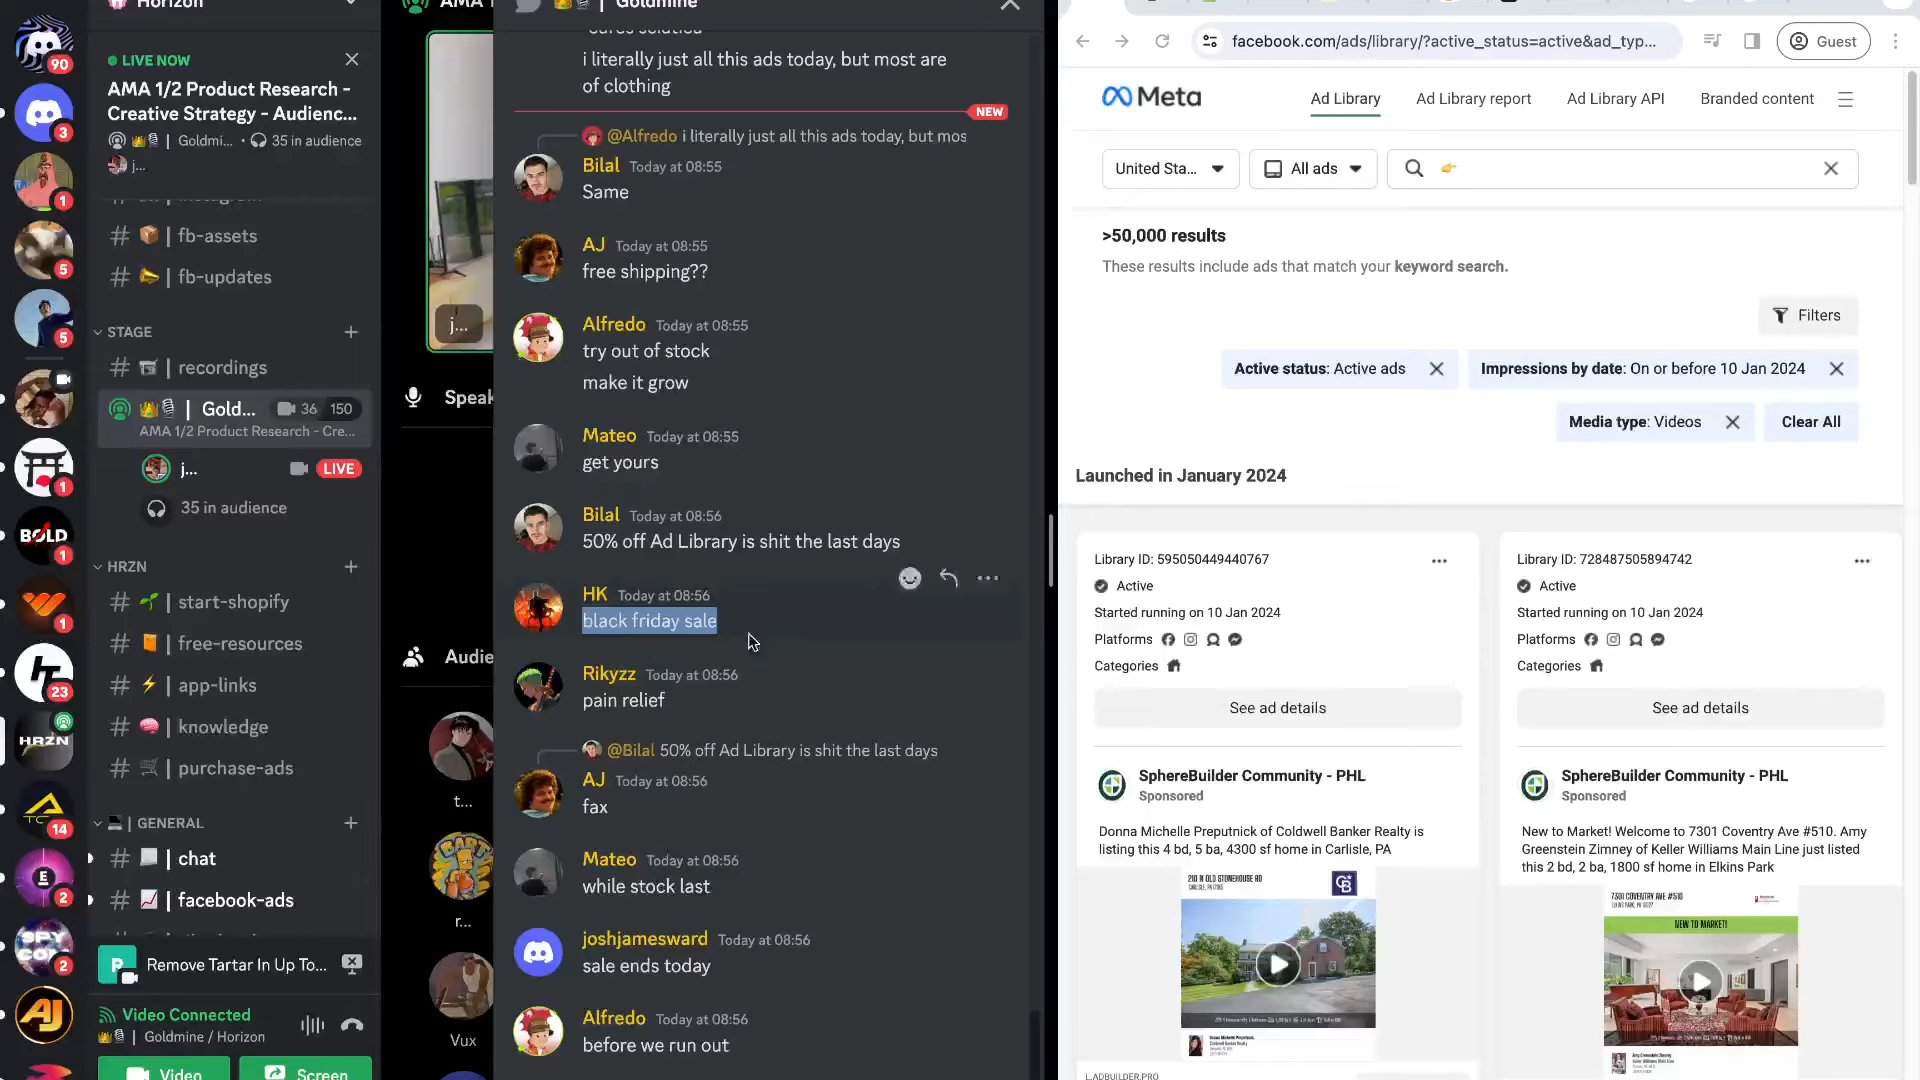 Horizon
LIVE NOW
AMA 1/2 Product Research -
Creative Strategy - Audienc...
Goldmi... • 35 in audience
j...
fb-assets
fb-updates
STAGE
recordings
Gold... 36 150
AMA 1/2 Product Research - Cre...
j... LIVE
35 in audience
HRZN
start-shopify
free-resources
app-links
knowledge
purchase-ads
GENERAL
chat
facebook-ads
Remove Tartar In Up To...
Video Connected
Goldmine / Horizon
Video Screen
90
3
1
5
5
1
BOLD
1
1
23
HRZN
14
E
2
SPY
2
AJ
AMA 1
j...
Speak
Audie
t...
BART
r...
Vux
Goldmine
i literally just all this ads today, but most are
of clothing
NEW
@Alfredo i literally just all this ads today, but mos
Bilal Today at 08:55
Same
AJ Today at 08:55
free shipping??
Alfredo Today at 08:55
try out of stock
make it grow
Mateo Today at 08:55
get yours
Bilal Today at 08:56
50% off Ad Library is shit the last days
HK Today at 08:56
black friday sale
Rikyzz Today at 08:56
pain relief
@Bilal 50% off Ad Library is shit the last days
AJ Today at 08:56
fax
Mateo Today at 08:56
while stock last
joshjamesward Today at 08:56
sale ends today
Alfredo Today at 08:56
before we run out
facebook.com/ads/library/?active_status=active&ad_typ...
Guest
Meta
Ad Library Ad Library report Ad Library API Branded content
United Sta... All ads 👉
>50,000 results
These results include ads that match your keyword search.
Filters
Active status: Active ads Impressions by date: On or before 10 Jan 2024
Media type: Videos Clear All
Launched in January 2024
Library ID: 595050449440767
Active
Started running on 10 Jan 2024
Platforms
Categories
See ad details
SphereBuilder Community - PHL
Sponsored
Donna Michelle Preputnick of Coldwell Banker Realty is
listing this 4 bd, 5 ba, 4300 sf home in Carlisle, PA
210 N OLD STONEHOUSE RD
CB
L.ADBUILDER.PRO
Library ID: 728487505894742
Active
Started running on 10 Jan 2024
Platforms
Categories
See ad details
SphereBuilder Community - PHL
Sponsored
New to Market! Welcome to 7301 Coventry Ave #510. Amy
Greenstein Zimney of Keller Williams Main Line just listed
this 2 bd, 2 ba, 1800 sf home in Elkins Park
7301 COVENTRY AVE #510
NEW TO MARKET!